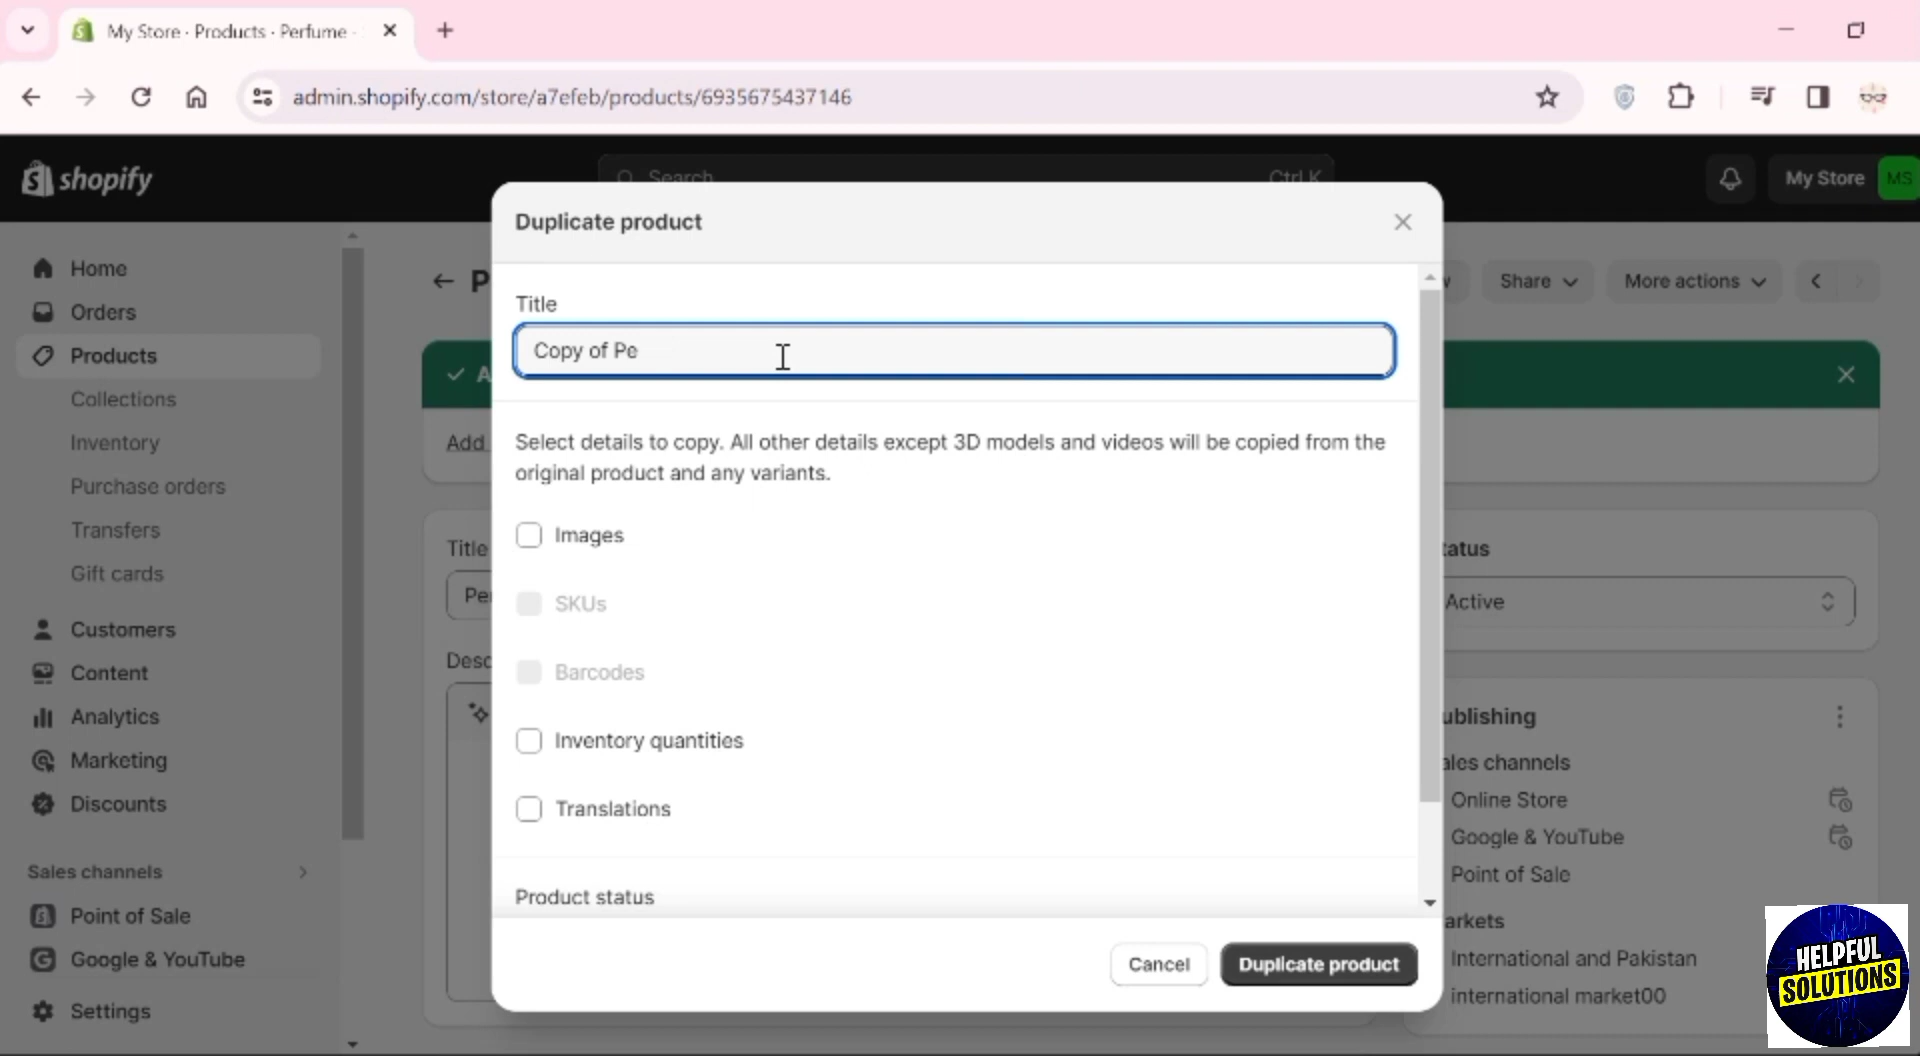 My Store · Products · Perfume ·
admin.shopify.com/store/a7efeb/products/6935675437146
shopify
Search
Ctrl K
My Store
MS
Home
Orders
Products
Collections
Inventory
Purchase orders
Transfers
Gift cards
Customers
Content
Analytics
Marketing
Discounts
Sales channels
Point of Sale
Google & YouTube
Settings
Share
More actions
Add
Title
Pe
Desc
Duplicate product
Title
Copy of Pe
Select details to copy. All other details except 3D models and videos will be copied from the
original product and any variants.
Images
SKUs
Barcodes
Inventory quantities
Translations
Product status
Cancel
Duplicate product
tatus
Active
ublishing
ales channels
Online Store
Google & YouTube
Point of Sale
arkets
International and Pakistan
international market00
HELPFUL
SOLUTIONS